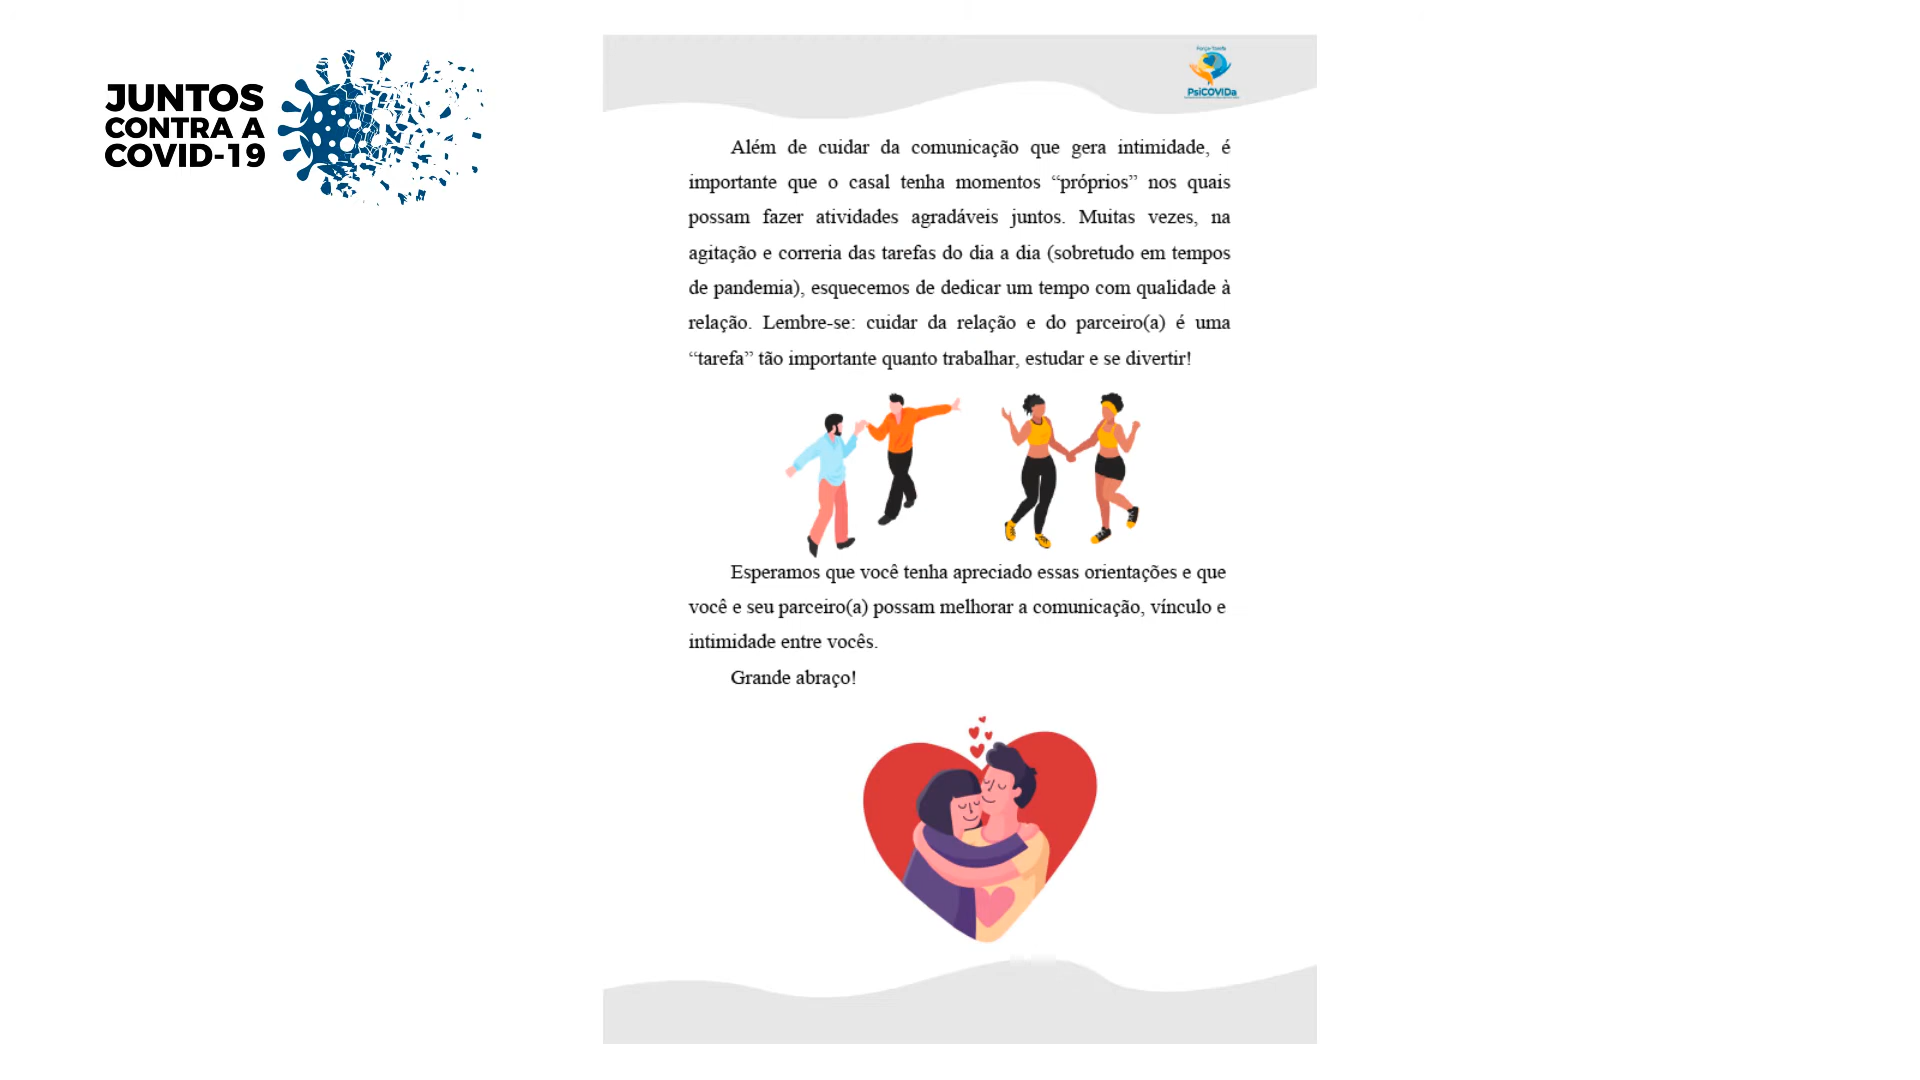 JUNTOS
CONTRA A
COVID-19
Força-Tarefa
PsiCOVIDa
Além de cuidar da comunicação que gera intimidade, é
importante que o casal tenha momentos “próprios” nos quais
possam fazer atividades agradáveis juntos. Muitas vezes, na
agitação e correria das tarefas do dia a dia (sobretudo em tempos
de pandemia), esquecemos de dedicar um tempo com qualidade à
relação. Lembre-se: cuidar da relação e do parceiro(a) é uma
“tarefa” tão importante quanto trabalhar, estudar e se divertir!
Esperamos que você tenha apreciado essas orientações e que
você e seu parceiro(a) possam melhorar a comunicação, vínculo e
intimidade entre vocês.
Grande abraço!